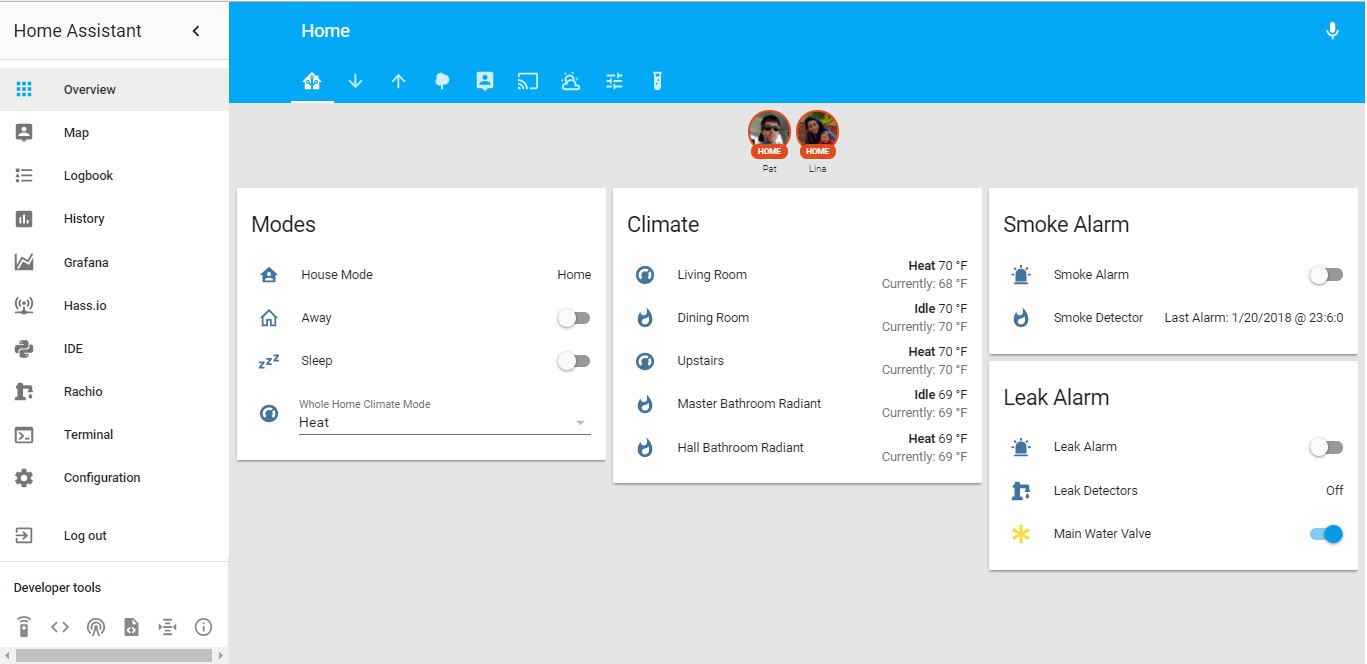 Home Assistant
Overview
Map
Logbook
History
Grafana
Hass.io
IDE
Rachio
Terminal
Configuration
Log out
Developer tools
Home
HOME HOME
Pat Lina
Modes
House Mode Home
Away
Sleep
zzZ
Whole Home Climate Mode
Heat
Climate
Living Room Heat 70 °F
Currently: 68 °F
Dining Room Idle 70 °F
Currently: 70 °F
Upstairs Heat 70 °F
Currently: 70 °F
Master Bathroom Radiant Idle 69 °F
Currently: 69 °F
Hall Bathroom Radiant Heat 69 °F
Currently: 69 °F
Smoke Alarm
Smoke Alarm
Smoke Detector Last Alarm: 1/20/2018 @ 23:6:0
Leak Alarm
Leak Alarm
Leak Detectors Off
Main Water Valve